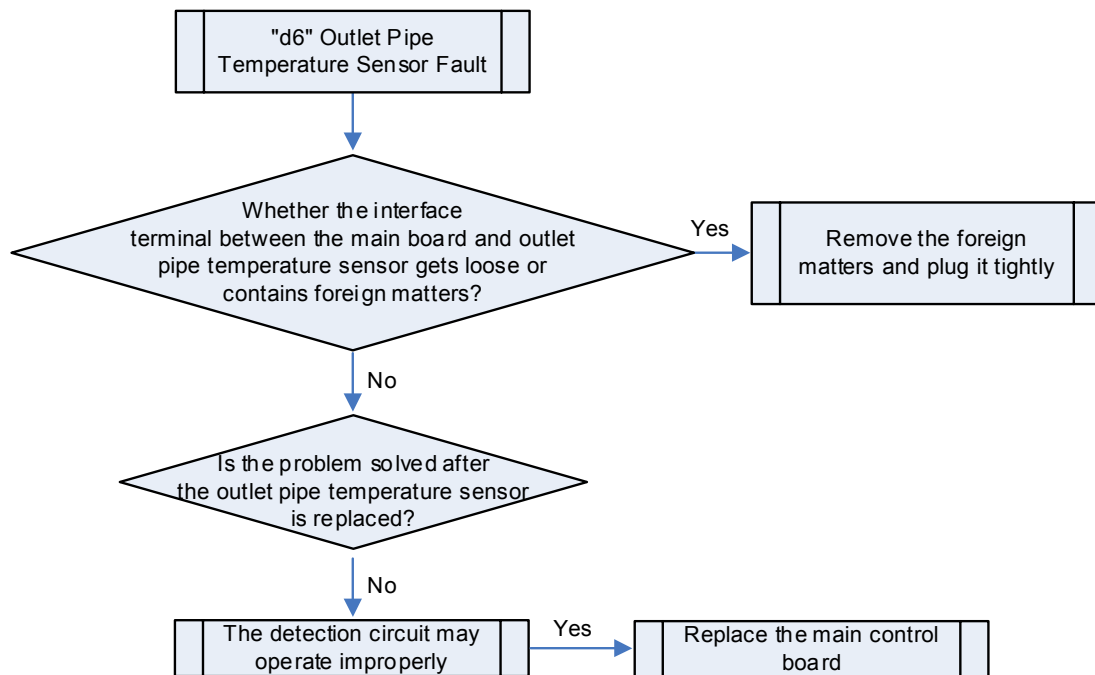 "d6" Outlet Pipe
Temperature Sensor Fault
Whether the interface
terminal between the main board and outlet
pipe temperature sensor gets loose or
contains foreign matters?
Yes
Remove the foreign
matters and plug it tightly
No
Is the problem solved after
the outlet pipe temperature sensor
is replaced?
No
The detection circuit may
operate improperly
Yes
Replace the main control
board